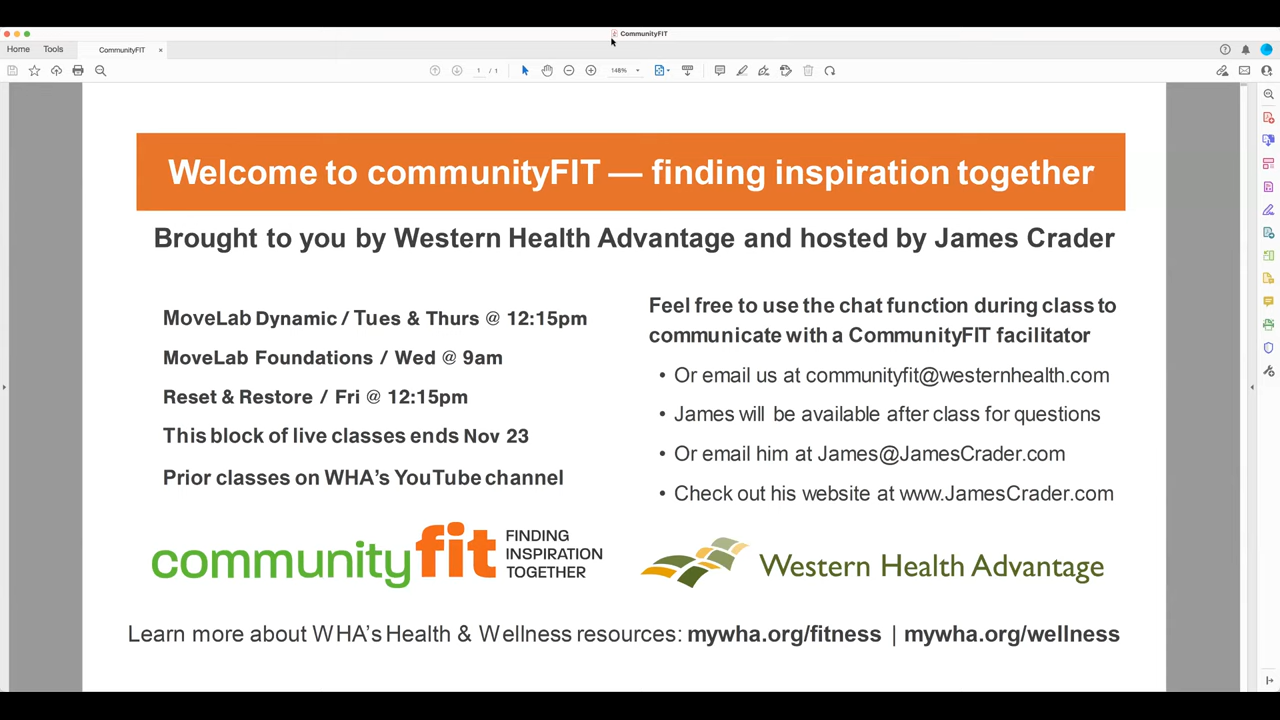 CommunityFIT
Home Tools CommunityFIT ×
1 / 1 148%
Welcome to communityFIT — finding inspiration together
Brought to you by Western Health Advantage and hosted by James Crader
MoveLab Dynamic / Tues & Thurs @ 12:15pm
MoveLab Foundations / Wed @ 9am
Reset & Restore / Fri @ 12:15pm
This block of live classes ends Nov 23
Prior classes on WHA's YouTube channel
Feel free to use the chat function during class to
communicate with a CommunityFIT facilitator
• Or email us at communityfit@westernhealth.com
• James will be available after class for questions
• Or email him at James@JamesCrader.com
• Check out his website at www.JamesCrader.com
communityfit
FINDING
INSPIRATION
TOGETHER
Western Health Advantage
Learn more about WHA's Health & Wellness resources: mywha.org/fitness | mywha.org/wellness